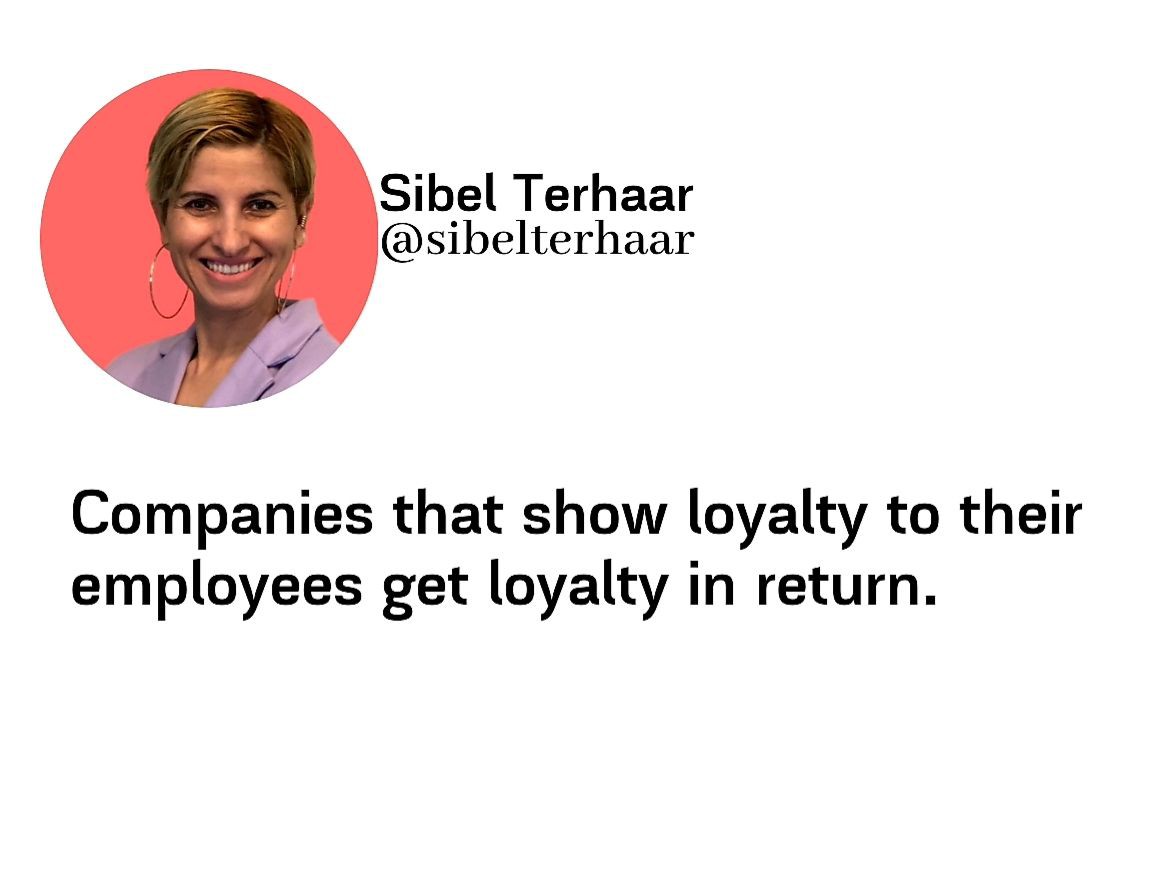 Sibel Terhaar
@sibelterhaar
Companies that show loyalty to their
employees get loyalty in return.